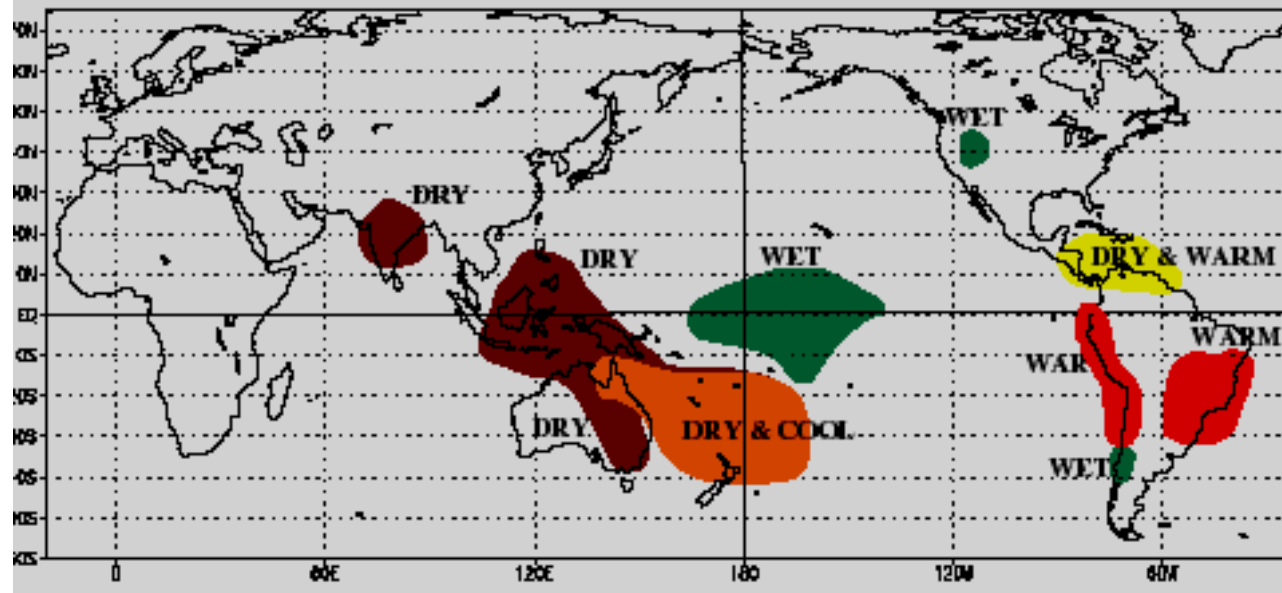 WET
DRY
DRY
WET
DRY & WARM
EQ
WARM
WAR
DRY
DRY & COOL
WET
0 60E 120E 180 120W 60W